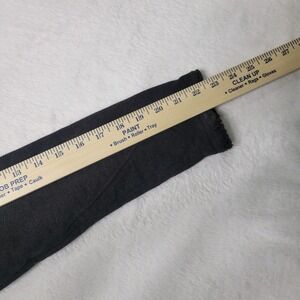 13 14 15 16 17 18 19 20 21 22 23 24 25 26 27
OB PREP
• Tape • Caulk
PAINT
• Brush • Roller • Tray
CLEAN UP
• Cleaner • Rags • Gloves